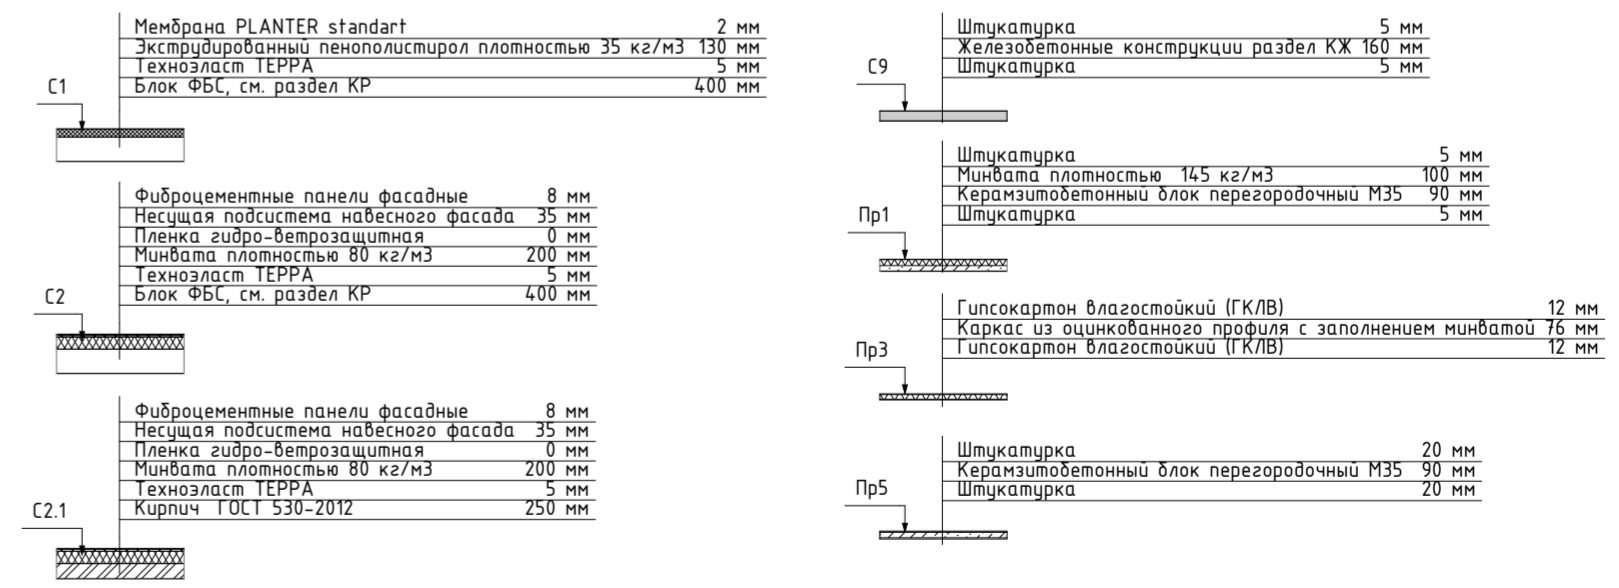 Мембрана PLANTER standart 2 мм
Экструдированный пенополистирол плотностью 35 кг/м3 130 мм
Техноэласт ТЕРРА 5 мм
Блок ФБС, см. раздел КР 400 мм
С1
Фиброцементные панели фасадные 8 мм
Несущая подсистема навесного фасада 35 мм
Пленка гидро-ветрозащитная 0 мм
Минвата плотностью 80 кг/м3 200 мм
Техноэласт ТЕРРА 5 мм
Блок ФБС, см. раздел КР 400 мм
С2
Фиброцементные панели фасадные 8 мм
Несущая подсистема навесного фасада 35 мм
Пленка гидро-ветрозащитная 0 мм
Минвата плотностью 80 кг/м3 200 мм
Техноэласт ТЕРРА 5 мм
Кирпич ГОСТ 530-2012 250 мм
С2.1
Штукатурка 5 мм
Железобетонные конструкции раздел КЖ 160 мм
Штукатурка 5 мм
С9
Штукатурка 5 мм
Минвата плотностью 145 кг/м3 100 мм
Керамзитобетонный блок перегородочный М35 90 мм
Штукатурка 5 мм
Пр1
Гипсокартон влагостойкий (ГКЛВ) 12 мм
Каркас из оцинкованного профиля с заполнением минватой 76 мм
Гипсокартон влагостойкий (ГКЛВ) 12 мм
Пр3
Штукатурка 20 мм
Керамзитобетонный блок перегородочный М35 90 мм
Штукатурка 20 мм
Пр5